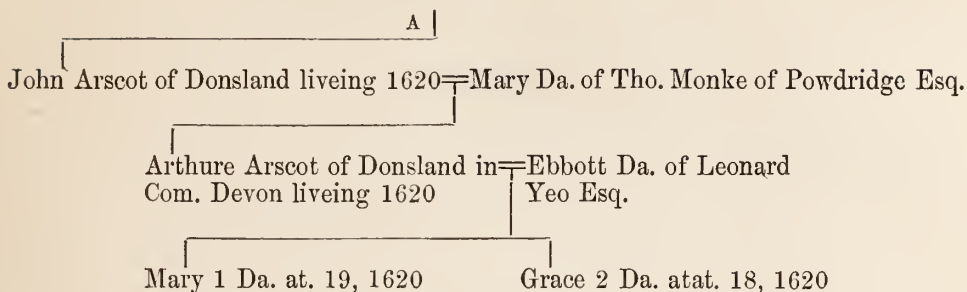 A
John Arscot of Donsland liveing 1620 Mary Da. of Tho. Monke of Powdridge Esq.
Arthure Arscot of Donsland in Ebbott Da. of Leonard
Com. Devon liveing 1620 Yeo Esq.
Mary 1 Da. at. 19, 1620 Grace 2 Da. atat. 18, 1620